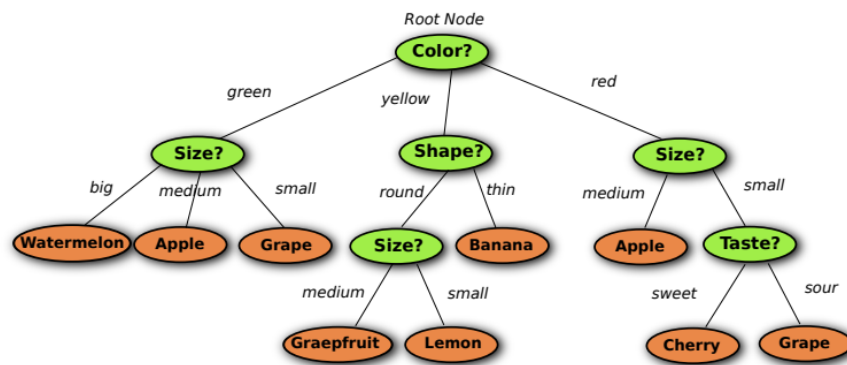 Root Node
Color?
green
yellow
red
Size?
Shape?
Size?
big
medium
small
round
thin
medium
small
Watermelon
Apple
Grape
Size?
Banana
Apple
Taste?
medium
small
sweet
sour
Graepfruit
Lemon
Cherry
Grape